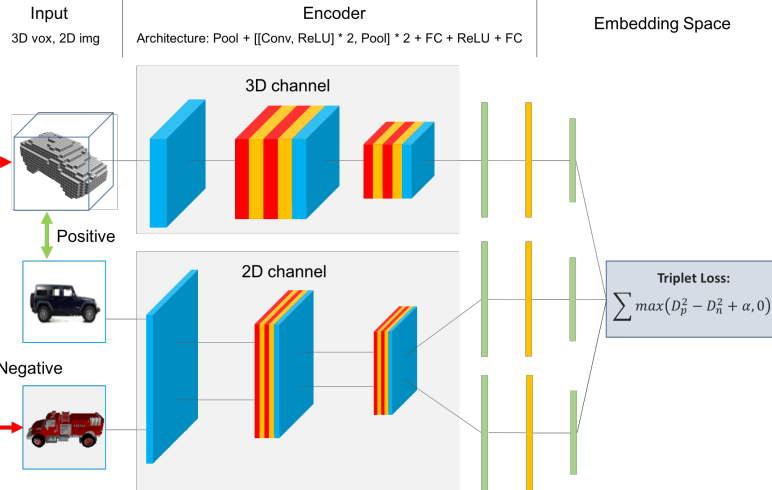 Input
3D vox, 2D img
Encoder
Architecture: Pool + [[Conv, ReLU] * 2, Pool] * 2 + FC + ReLU + FC
Embedding Space
3D channel
Positive
2D channel
Negative
Triplet Loss:
∑ max(D_p^2 − D_n^2 + α, 0)